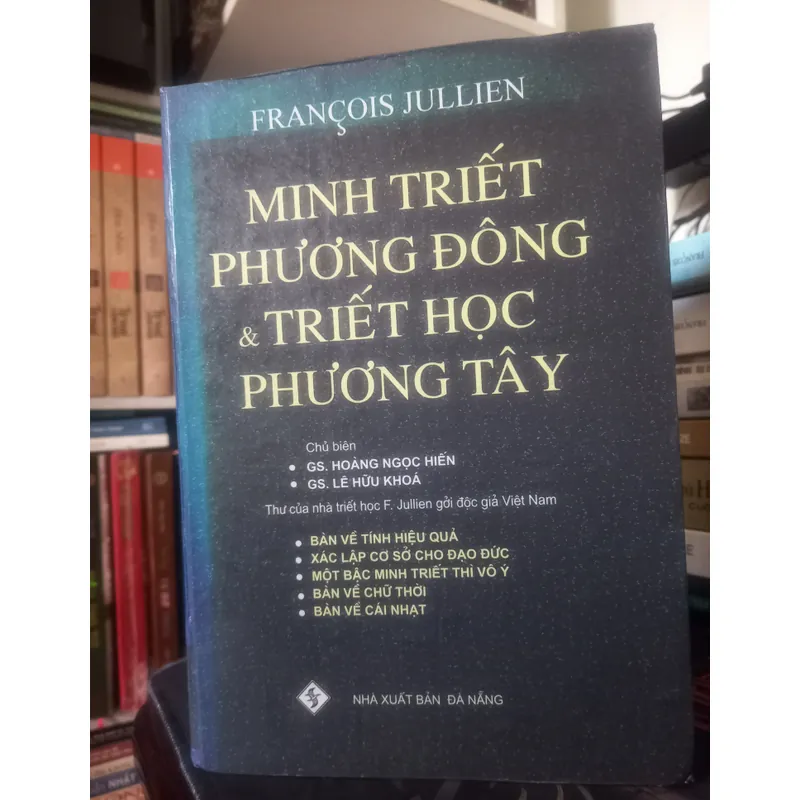 FRANÇOIS JULLIEN
MINH TRIẾT
PHƯƠNG ĐÔNG
& TRIẾT HỌC
PHƯƠNG TÂY
Chủ biên
• GS. HOÀNG NGỌC HIẾN
• GS. LÊ HỮU KHOÁ
Thư của nhà triết học F. Jullien gởi độc giả Việt Nam
• BÀN VỀ TÍNH HIỆU QUẢ
• XÁC LẬP CƠ SỞ CHO ĐẠO ĐỨC
• MỘT BẬC MINH TRIẾT THÌ VÔ Ý
• BÀN VỀ CHỮ THỜI
• BÀN VỀ CÁI NHẠT
NHÀ XUẤT BẢN ĐÀ NẴNG